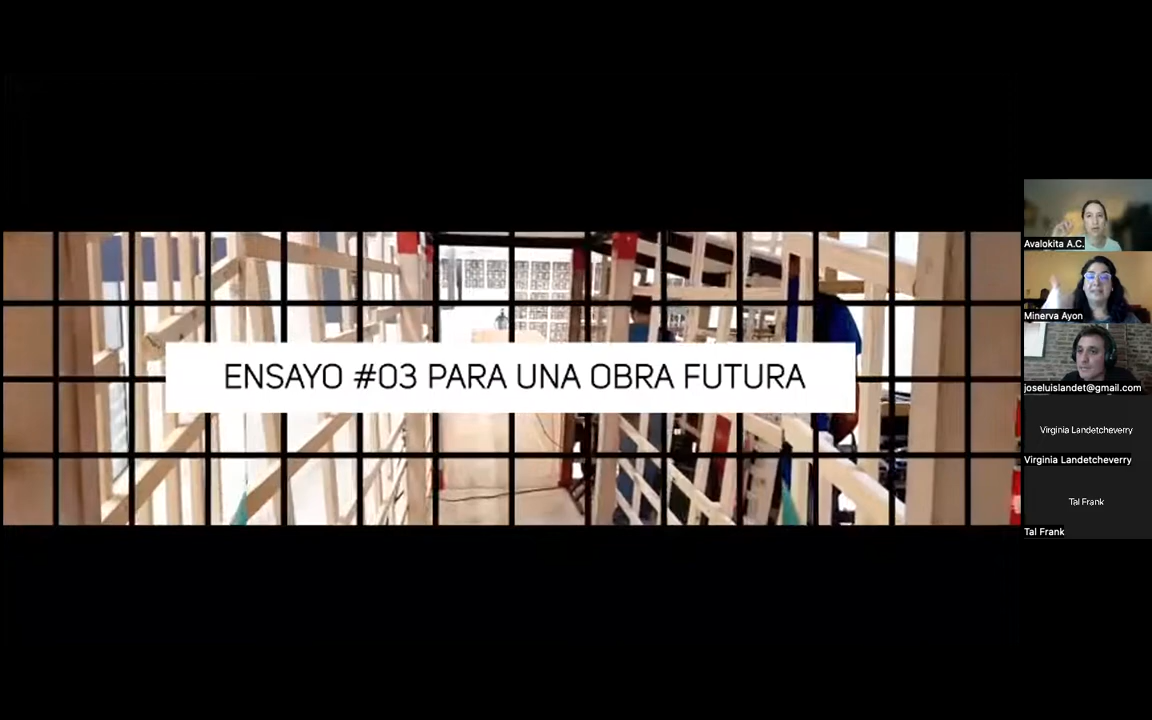 ENSAYO #03 PARA UNA OBRA FUTURA
Avalokita A.C.
Minerva Ayon
joseluislandet@gmail.com
Virginia Landetcheverry
Virginia Landetcheverry
Tal Frank
Tal Frank